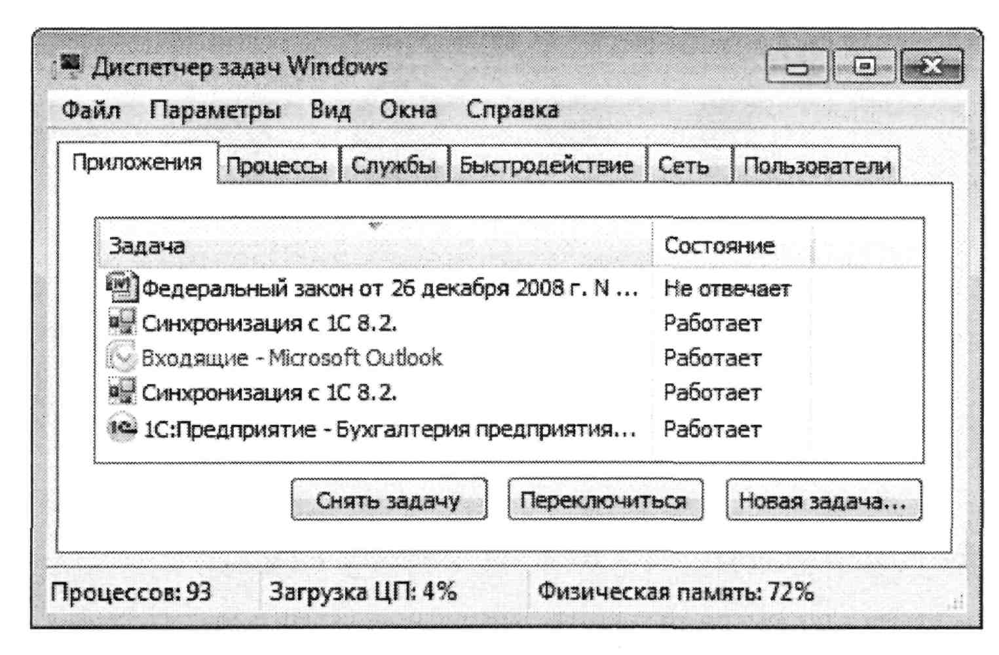 Диспетчер задач Windows
Файл Параметры Вид Окна Справка
Приложения Процессы Службы Быстродействие Сеть Пользователи
Задача Состояние
Федеральный закон от 26 декабря 2008 г. N ... Не отвечает
Синхронизация с 1С 8.2. Работает
Входящие - Microsoft Outlook Работает
Синхронизация с 1С 8.2. Работает
1С:Предприятие - Бухгалтерия предприятия... Работает
Снять задачу Переключиться Новая задача...
Процессов: 93 Загрузка ЦП: 4% Физическая память: 72%